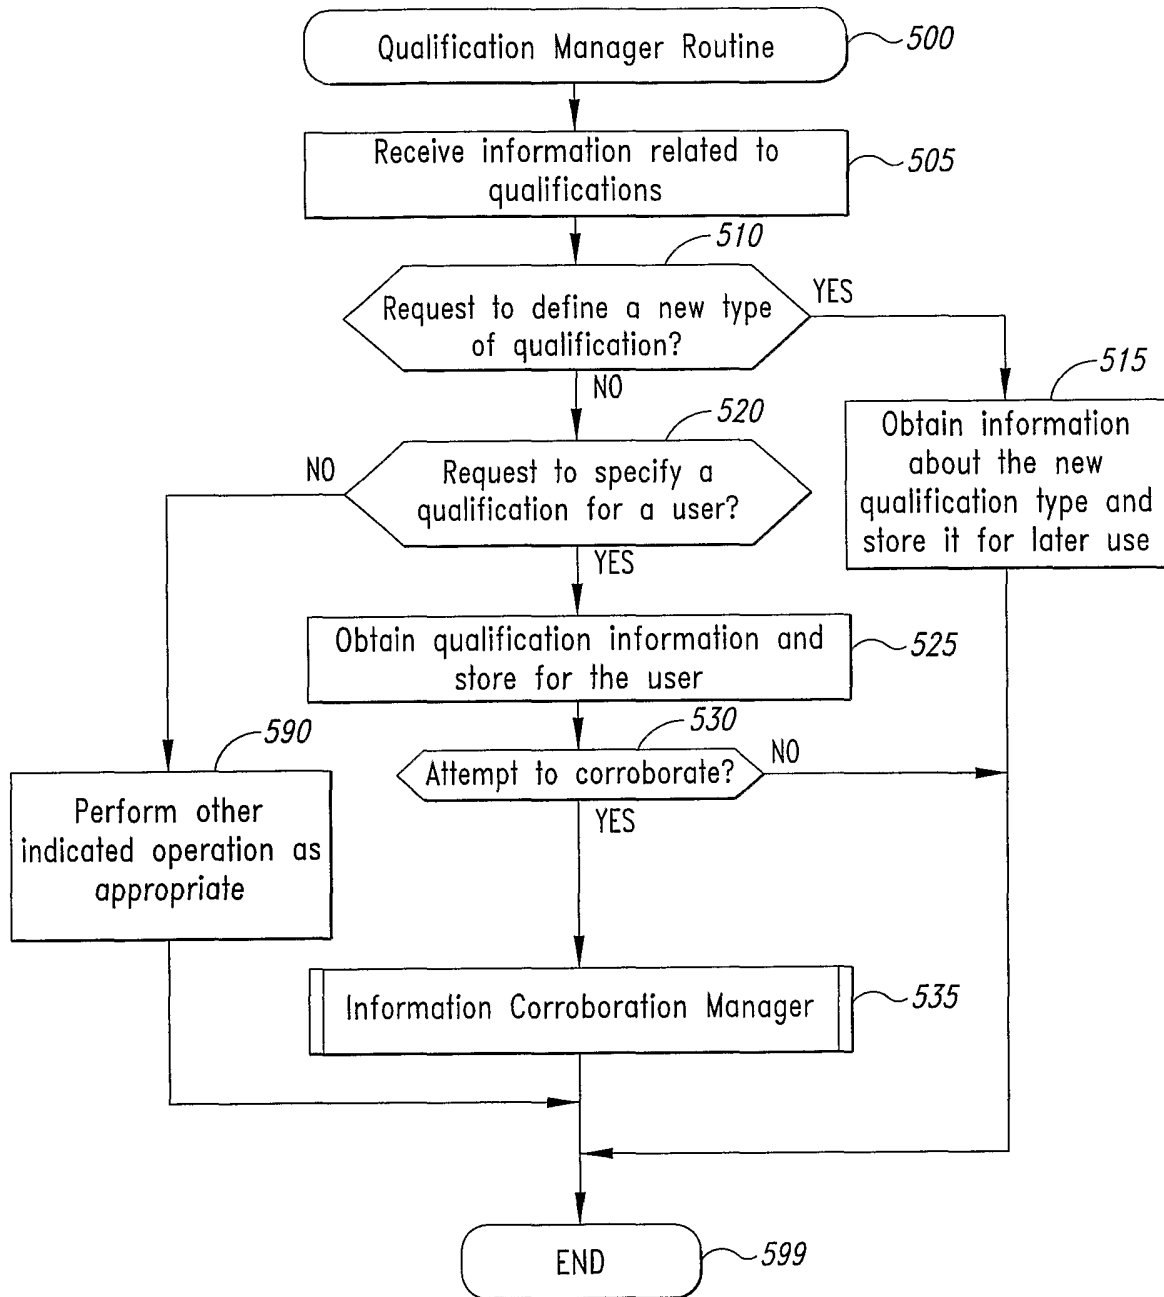 Qualification Manager Routine
500
Receive information related to
qualifications
505
510
Request to define a new type
of qualification?
YES
NO
515
Obtain information
about the new
qualification type and
store it for later use
520
NO
Request to specify a
qualification for a user?
YES
Obtain qualification information and
store for the user
525
530
Attempt to corroborate?
NO
YES
590
Perform other
indicated operation as
appropriate
Information Corroboration Manager
535
END
599